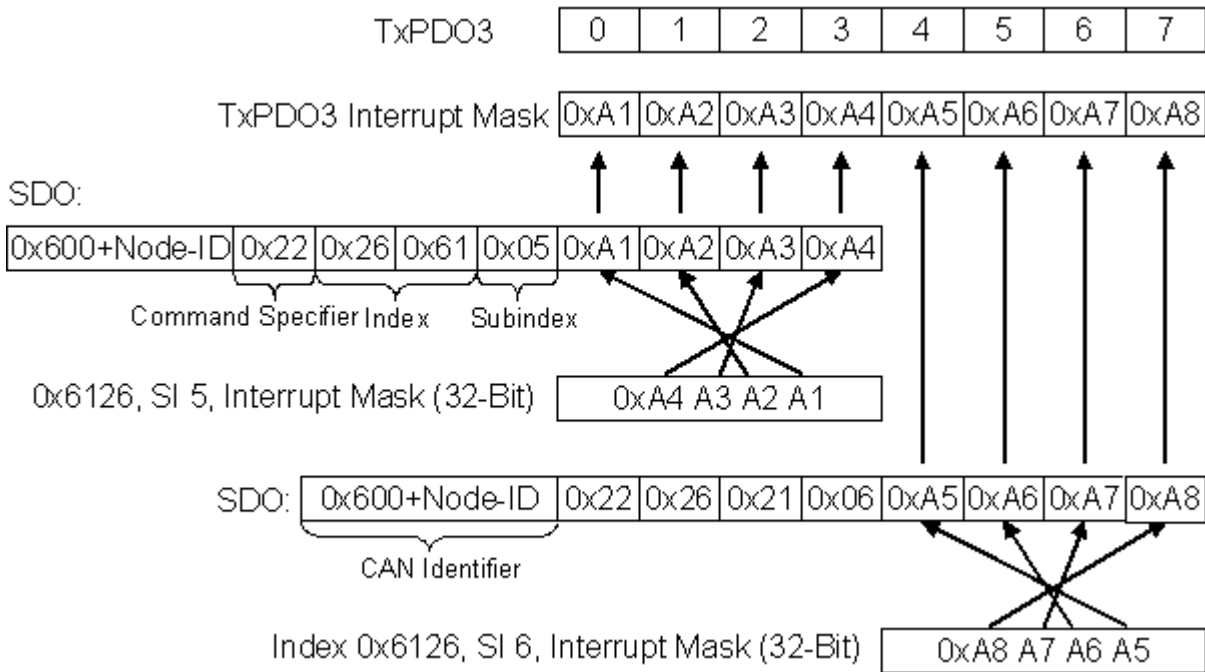 TxPDO3 0 1 2 3 4 5 6 7
TxPDO3 Interrupt Mask 0xA1 0xA2 0xA3 0xA4 0xA5 0xA6 0xA7 0xA8
SDO:
0x600+Node-ID 0x22 0x26 0x61 0x05 0xA1 0xA2 0xA3 0xA4
Command Specifier Index Subindex
0x6126, SI 5, Interrupt Mask (32-Bit) 0xA4 A3 A2 A1
SDO: 0x600+Node-ID 0x22 0x26 0x21 0x06 0xA5 0xA6 0xA7 0xA8
CAN Identifier
Index 0x6126, SI 6, Interrupt Mask (32-Bit) 0xA8 A7 A6 A5